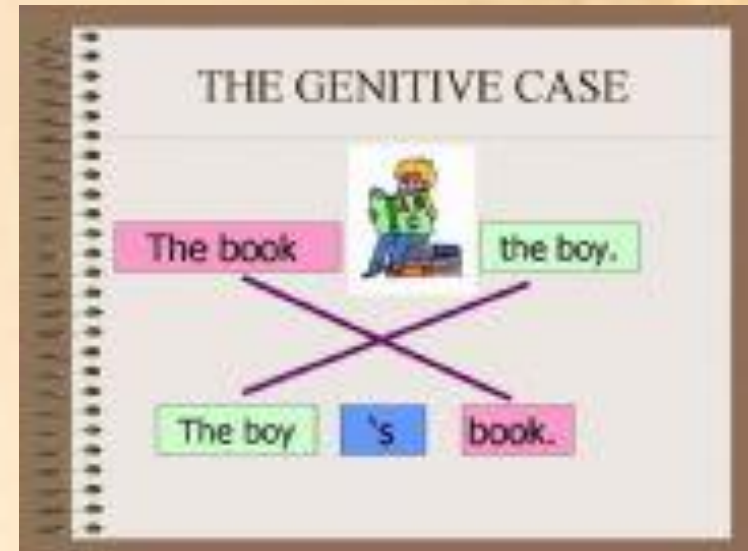 THE GENITIVE CASE
The book the boy.
The boy 's book.